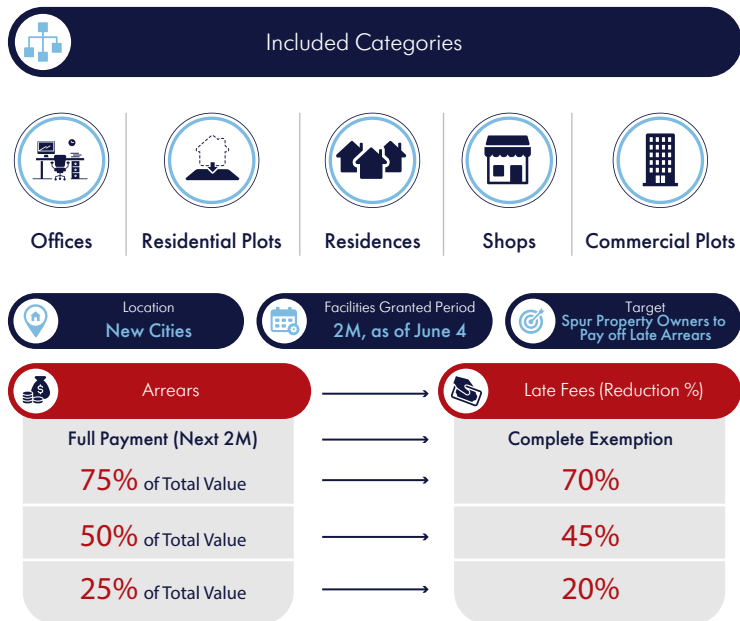 Included Categories
Offices
Residential Plots
Residences
Shops
Commercial Plots
Location
New Cities
Facilities Granted Period
2M, as of June 4
Target
Spur Property Owners to
Pay off Late Arrears
Arrears
Late Fees (Reduction %)
Full Payment (Next 2M)
Complete Exemption
75% of Total Value
70%
50% of Total Value
45%
25% of Total Value
20%